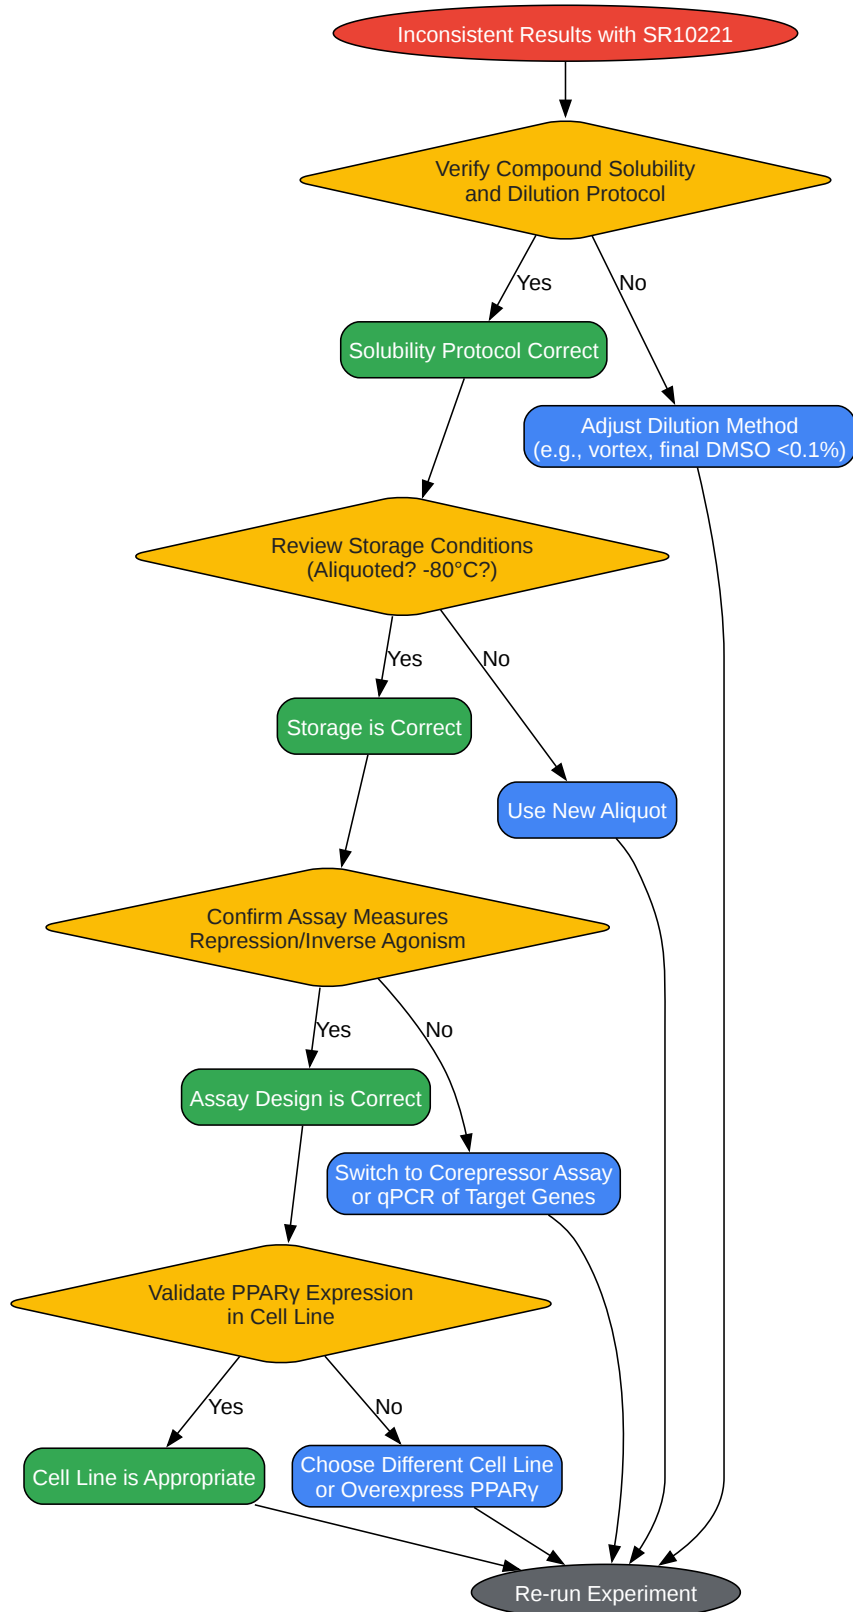 Inconsistent Results with SR10221
Verify Compound Solubility
and Dilution Protocol
Yes
No
Solubility Protocol Correct
Adjust Dilution Method
(e.g., vortex, final DMSO <0.1%)
Review Storage Conditions
(Aliquoted? -80°C?)
Yes
No
Storage is Correct
Use New Aliquot
Confirm Assay Measures
Repression/Inverse Agonism
Yes
No
Assay Design is Correct
Switch to Corepressor Assay
or qPCR of Target Genes
Validate PPARγ Expression
in Cell Line
Yes
No
Cell Line is Appropriate
Choose Different Cell Line
or Overexpress PPARγ
Re-run Experiment